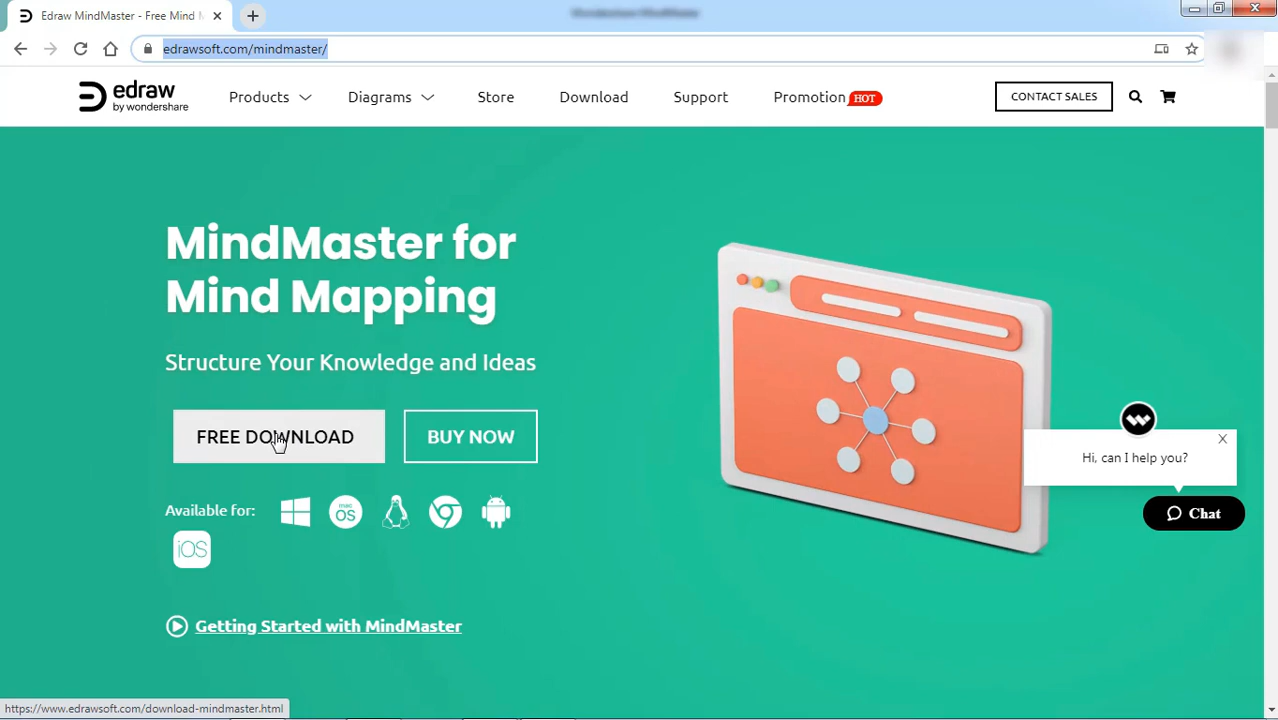 Edraw MindMaster - Free Mind M
edrawsoft.com/mindmaster/
edraw
by wondershare
Products
Diagrams
Store
Download
Support
Promotion HOT
CONTACT SALES
MindMaster for
Mind Mapping
Structure Your Knowledge and Ideas
FREE DOWNLOAD
BUY NOW
Available for:
mac
OS
iOS
Hi, can I help you?
Chat
Getting Started with MindMaster
https://www.edrawsoft.com/download-mindmaster.html